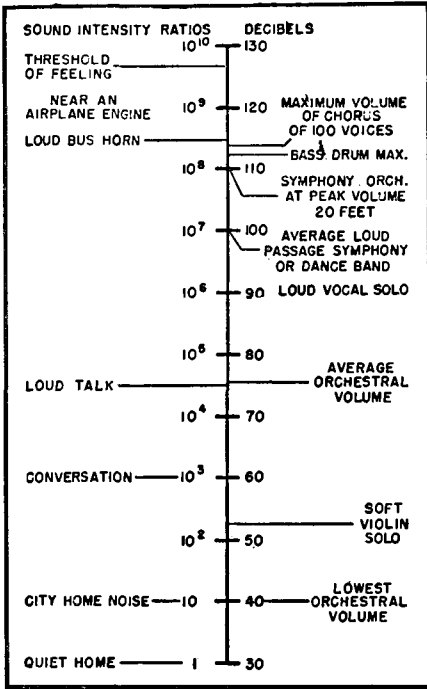 SOUND INTENSITY RATIOS DECIBELS
10¹⁰ 130
THRESHOLD
OF FEELING
NEAR AN
AIRPLANE ENGINE
10⁹ 120
MAXIMUM VOLUME
OF CHORUS
OF 100 VOICES
LOUD BUS HORN
BASS DRUM MAX.
10⁸ 110
SYMPHONY ORCH.
AT PEAK VOLUME
20 FEET
10⁷ 100
AVERAGE LOUD
PASSAGE SYMPHONY
OR DANCE BAND
10⁶ 90 LOUD VOCAL SOLO
10⁵ 80
LOUD TALK
AVERAGE
ORCHESTRAL
VOLUME
10⁴ 70
CONVERSATION 10³ 60
SOFT
VIOLIN
SOLO
10² 50
CITY HOME NOISE 10 40
LOWEST
ORCHESTRAL
VOLUME
QUIET HOME 1 30